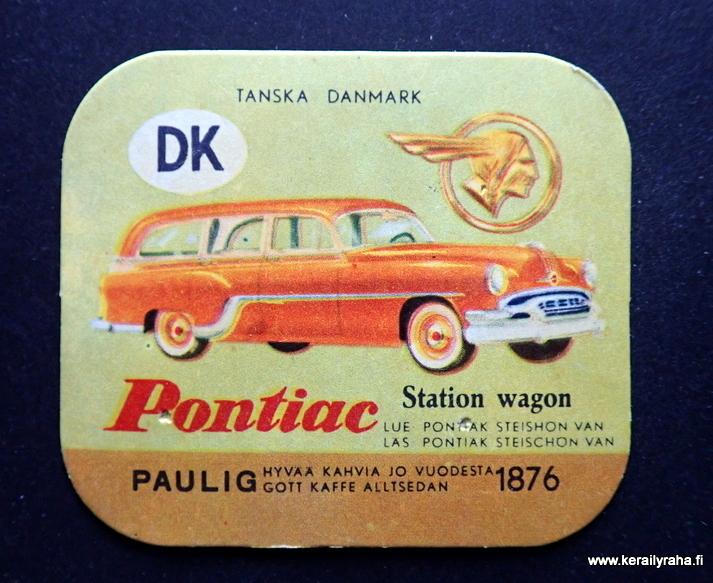 TANSKA DANMARK
DK
Pontiac
Station wagon
LUE PONTIAK STEISHON VAN
LAS PONTIAK STEISCHON VAN
PAULIG
HYVÄÄ KAHVIA JO VUODESTA
GOTT KAFFE ALLTSEDAN
1876
www.kerailyraha.fi